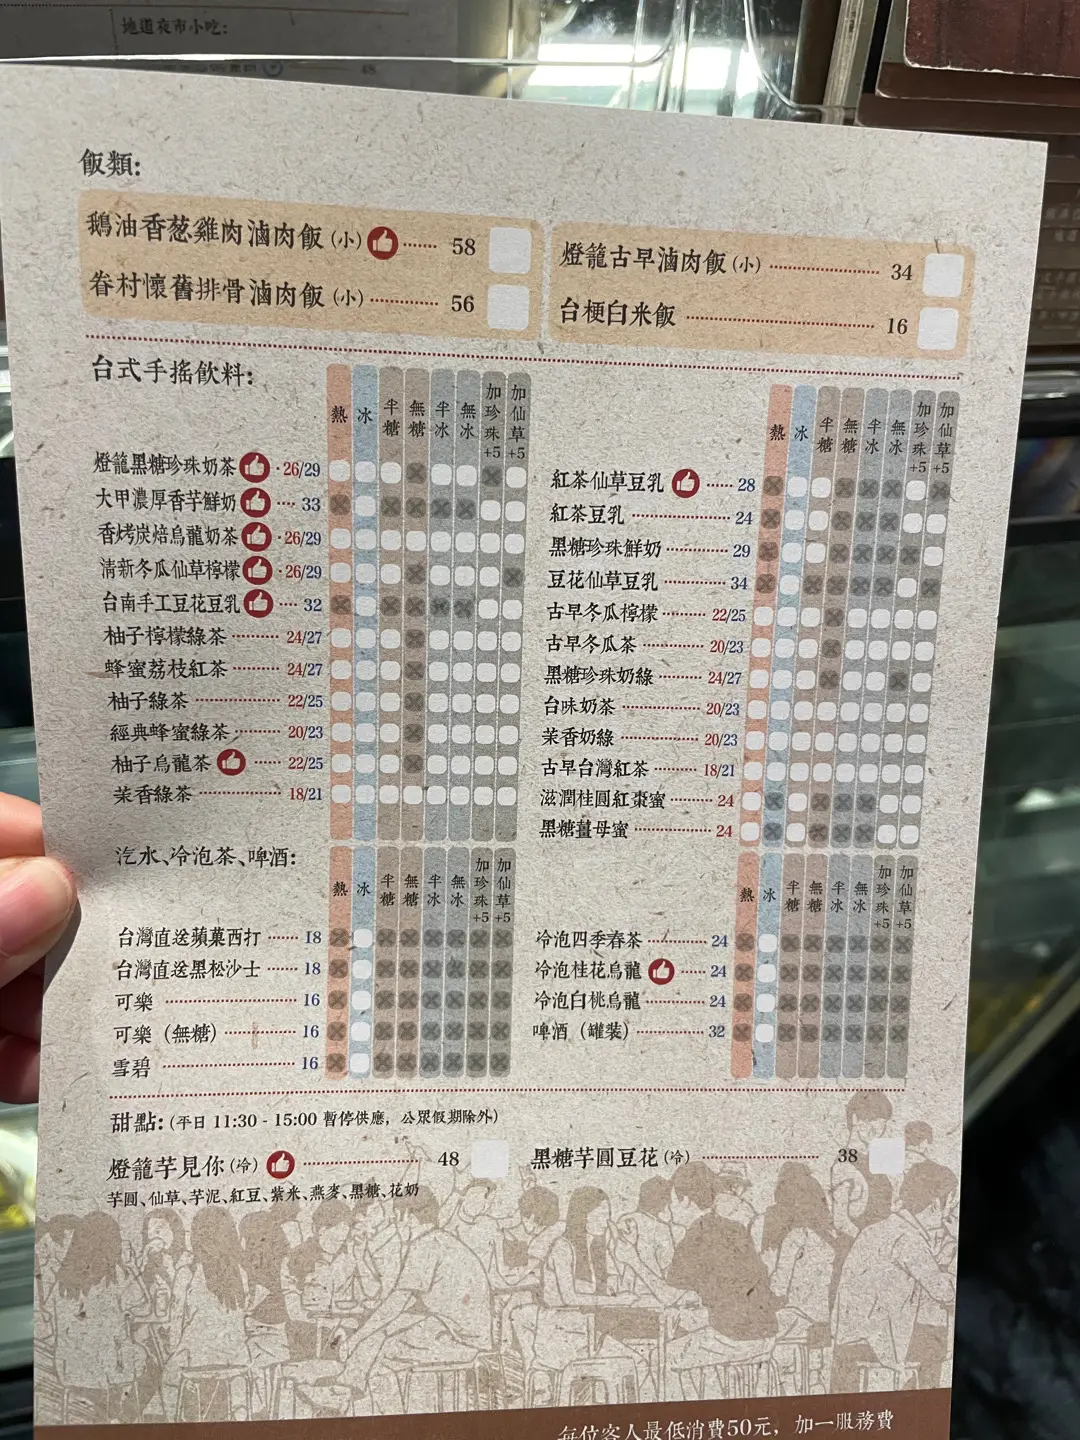 地道夜市小吃:
48
飯類:
鵝油香葱雞肉滷肉飯(小) ······ 58
眷村懷舊排骨滷肉飯(小) ············ 56
燈籠古早滷肉飯(小) ················ 34
台梗白米飯 ······················ 16
台式手搖飲料:
熱 冰 半糖 無糖 半冰 無冰 加珍珠+5 加仙草+5
燈籠黑糖珍珠奶茶 · 26/29
大甲濃厚香芋鮮奶 ···· 33
香烤炭焙烏龍奶茶 · 26/29
清新冬瓜仙草檸檬 · 26/29
台南手工豆花豆乳 ···· 32
柚子檸檬綠茶 ·········· 24/27
蜂蜜荔枝紅茶 ·········· 24/27
柚子綠茶 ················ 22/25
經典蜂蜜綠茶 ·········· 20/23
柚子烏龍茶 ······· 22/25
茉香綠茶 ················ 18/21
熱 冰 半糖 無糖 半冰 無冰 加珍珠+5 加仙草+5
紅茶仙草豆乳 ······ 28
紅茶豆乳 ·················· 24
黑糖珍珠鮮奶 ··········· 29
豆花仙草豆乳 ············ 34
古早冬瓜檸檬 ········· 22/25
古早冬瓜茶 ············ 20/23
黑糖珍珠奶綠 ········· 24/27
台味奶茶 ················ 20/23
茉香奶綠 ················ 20/23
古早台灣紅茶 ········· 18/21
滋潤桂圓紅棗蜜 ········· 24
黑糖薑母蜜 ················ 24
汽水、冷泡茶、啤酒:
熱 冰 半糖 無糖 半冰 無冰 加珍珠+5 加仙草+5
台灣直送蘋菓西打 ······ 18
台灣直送黑松沙士 ······ 18
可樂 ························ 16
可樂（無糖）·············· 16
雪碧 ························ 16
熱 冰 半糖 無糖 半冰 無冰 加珍珠+5 加仙草+5
冷泡四季春茶 ············ 24
冷泡桂花烏龍 ····· 24
冷泡白桃烏龍 ············ 24
啤酒（罐装）·············· 32
甜點:(平日 11:30 - 15:00 暫停供應，公眾假期除外)
燈籠芋見你(冷) ················ 48
芋圓、仙草、芋泥、紅豆、紫米、燕麥、黑糖、花奶
黑糖芋圓豆花(冷) ················ 38
每位客人最低消費50元，加一服務費